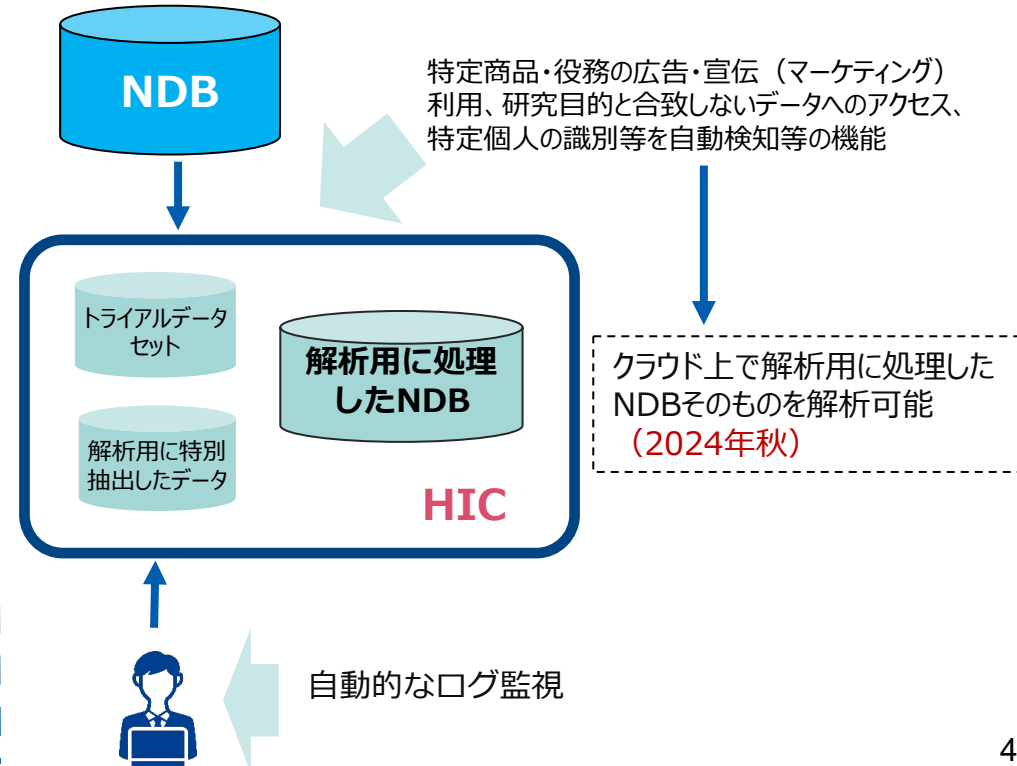 NDB
特定商品・役務の広告・宣伝（マーケティング）
利用、研究目的と合致しないデータへのアクセス、
特定個人の識別等を自動検知等の機能
トライアルデータ
セット
解析用に処理
したNDB
解析用に特別
抽出したデータ
HIC
クラウド上で解析用に処理した
NDBそのものを解析可能
（2024年秋）
自動的なログ監視
4